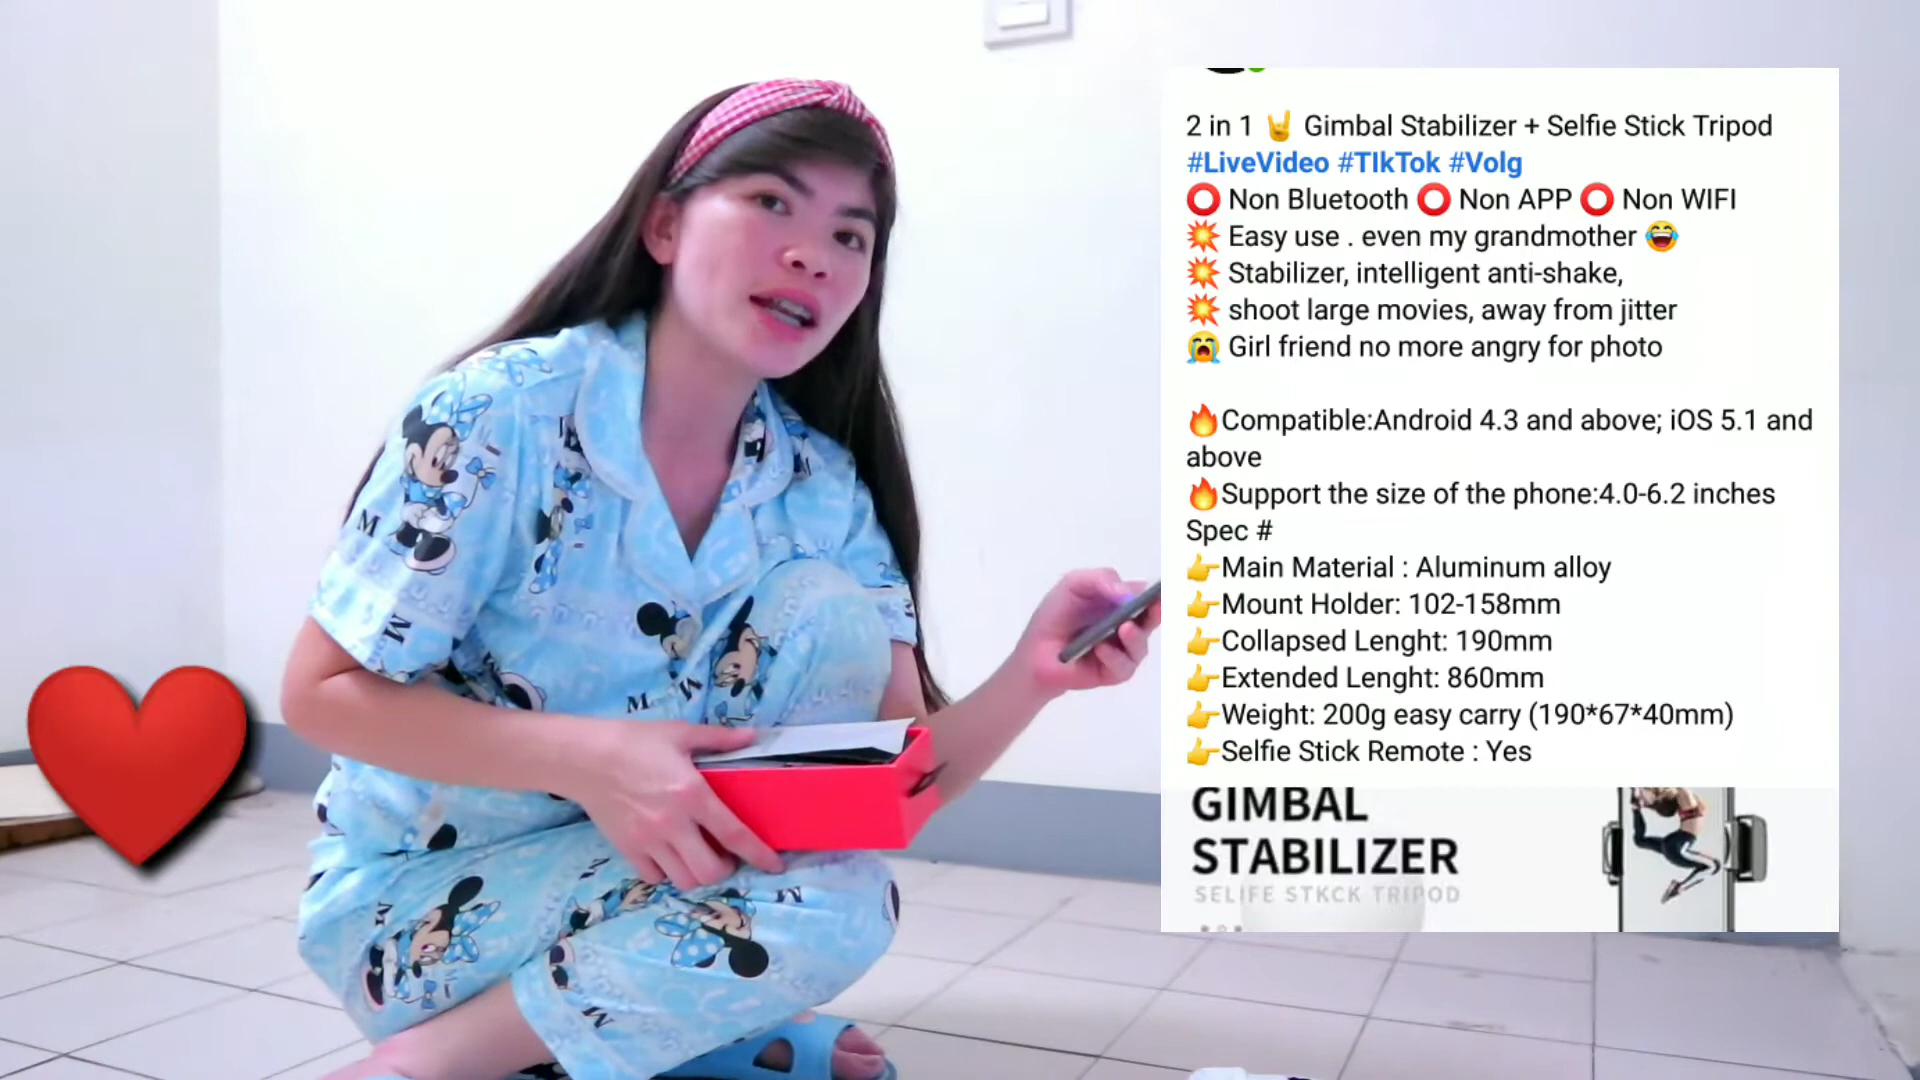 2 in 1 🤘 Gimbal Stabilizer + Selfie Stick Tripod
#LiveVideo #TIkTok #Volg
⭕ Non Bluetooth ⭕ Non APP ⭕ Non WIFI
💥 Easy use . even my grandmother 😂
💥 Stabilizer, intelligent anti-shake,
💥 shoot large movies, away from jitter
😭 Girl friend no more angry for photo
🔥Compatible:Android 4.3 and above; iOS 5.1 and
above
🔥Support the size of the phone:4.0-6.2 inches
Spec #
👉Main Material : Aluminum alloy
👉Mount Holder: 102-158mm
👉Collapsed Lenght: 190mm
👉Extended Lenght: 860mm
👉Weight: 200g easy carry (190*67*40mm)
👉Selfie Stick Remote : Yes
GIMBAL
STABILIZER
SELIFE STKCK TRIPOD